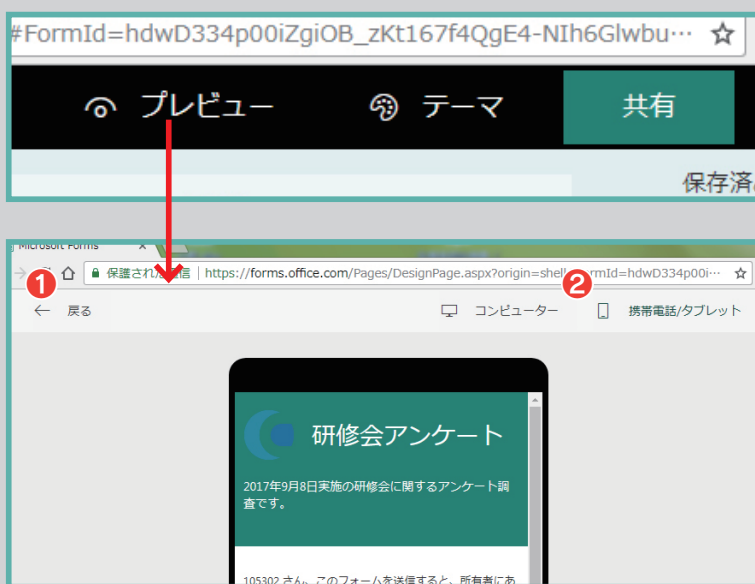 #FormId=hdwD334p00iZgiOB_zKt167f4QgE4-NIh6Glwbu…
プレビュー テーマ 共有
保存済
Microsoft Forms
保護され 信 | https://forms.office.com/Pages/DesignPage.aspx?origin=shell rmId=hdwD334p00i…
1 2
← 戻る コンピューター 携帯電話/タブレット
研修会アンケート
2017年9月8日実施の研修会に関するアンケート調
査です。
105302 さん、このフォームを送信すると、所有者にあ